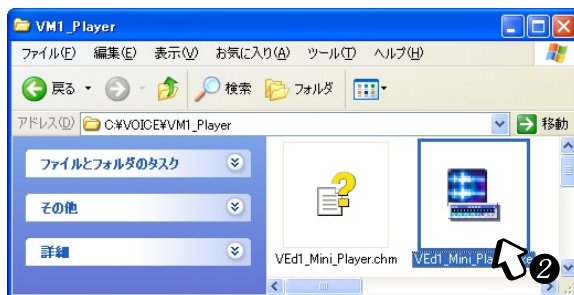 VM1_Player
ファイル(F) 編集(E) 表示(V) お気に入り(A) ツール(T) ヘルプ(H)
戻る 検索 フォルダ
アドレス(D) C:¥VOICE¥VM1_Player 移動
ファイルとフォルダのタスク
その他
詳細
VEd1_Mini_Player.chm VEd1_Mini_Pla
2